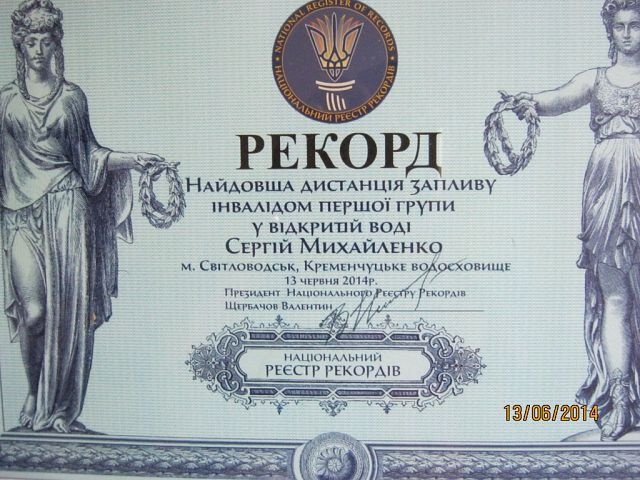 NATIONAL REGISTER OF RECORDS
НАЦІОНАЛЬНИЙ РЕЄСТР РЕКОРДІВ
РЕКОРД
НАЙДОВША ДИСТАНЦІЯ ЗАПЛИВУ
ІНВАЛІДОМ ПЕРШОЇ ГРУПИ
У ВІДКРИТІЙ ВОДІ
СЕРГІЙ МИХАЙЛЕНКО
М. СВІТЛОВОДСЬК, КРЕМЕНЧУЦЬКЕ ВОДОСХОВИЩЕ
13 ЧЕРВНЯ 2014Р.
ПРЕЗИДЕНТ НАЦІОНАЛЬНОГО РЕЄСТРУ РЕКОРДІВ
ЩЕРБАЧОВ ВАЛЕНТИН
НАЦІОНАЛЬНИЙ
РЕЄСТР РЕКОРДІВ
13/06/2014